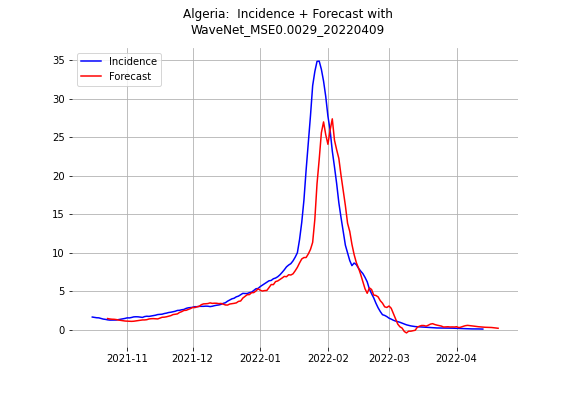 Algeria:  Incidence + Forecast with
WaveNet_MSE0.0029_20220409
Incidence
Forecast
35
30
25
20
15
10
5
0
2021-11 2021-12 2022-01 2022-02 2022-03 2022-04